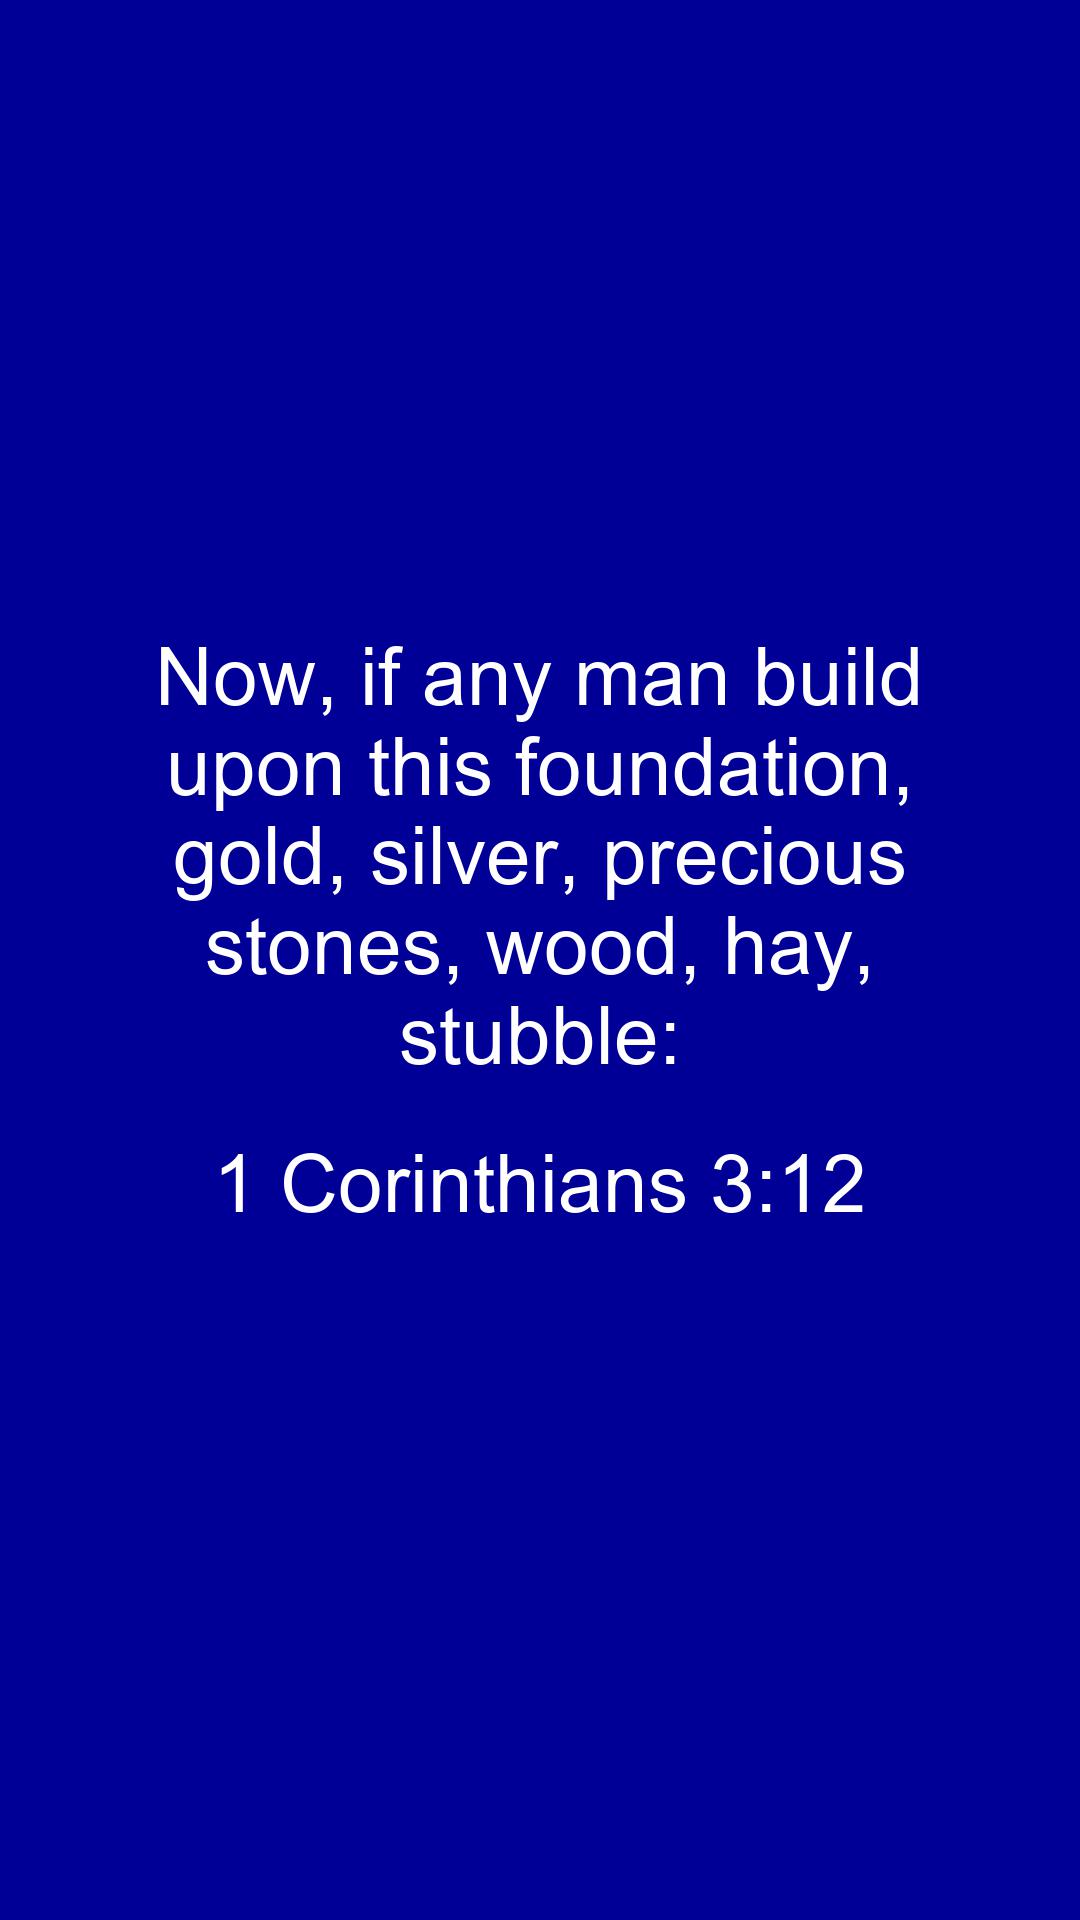 Now, if any man build
upon this foundation,
gold, silver, precious
stones, wood, hay,
stubble:
1 Corinthians 3:12